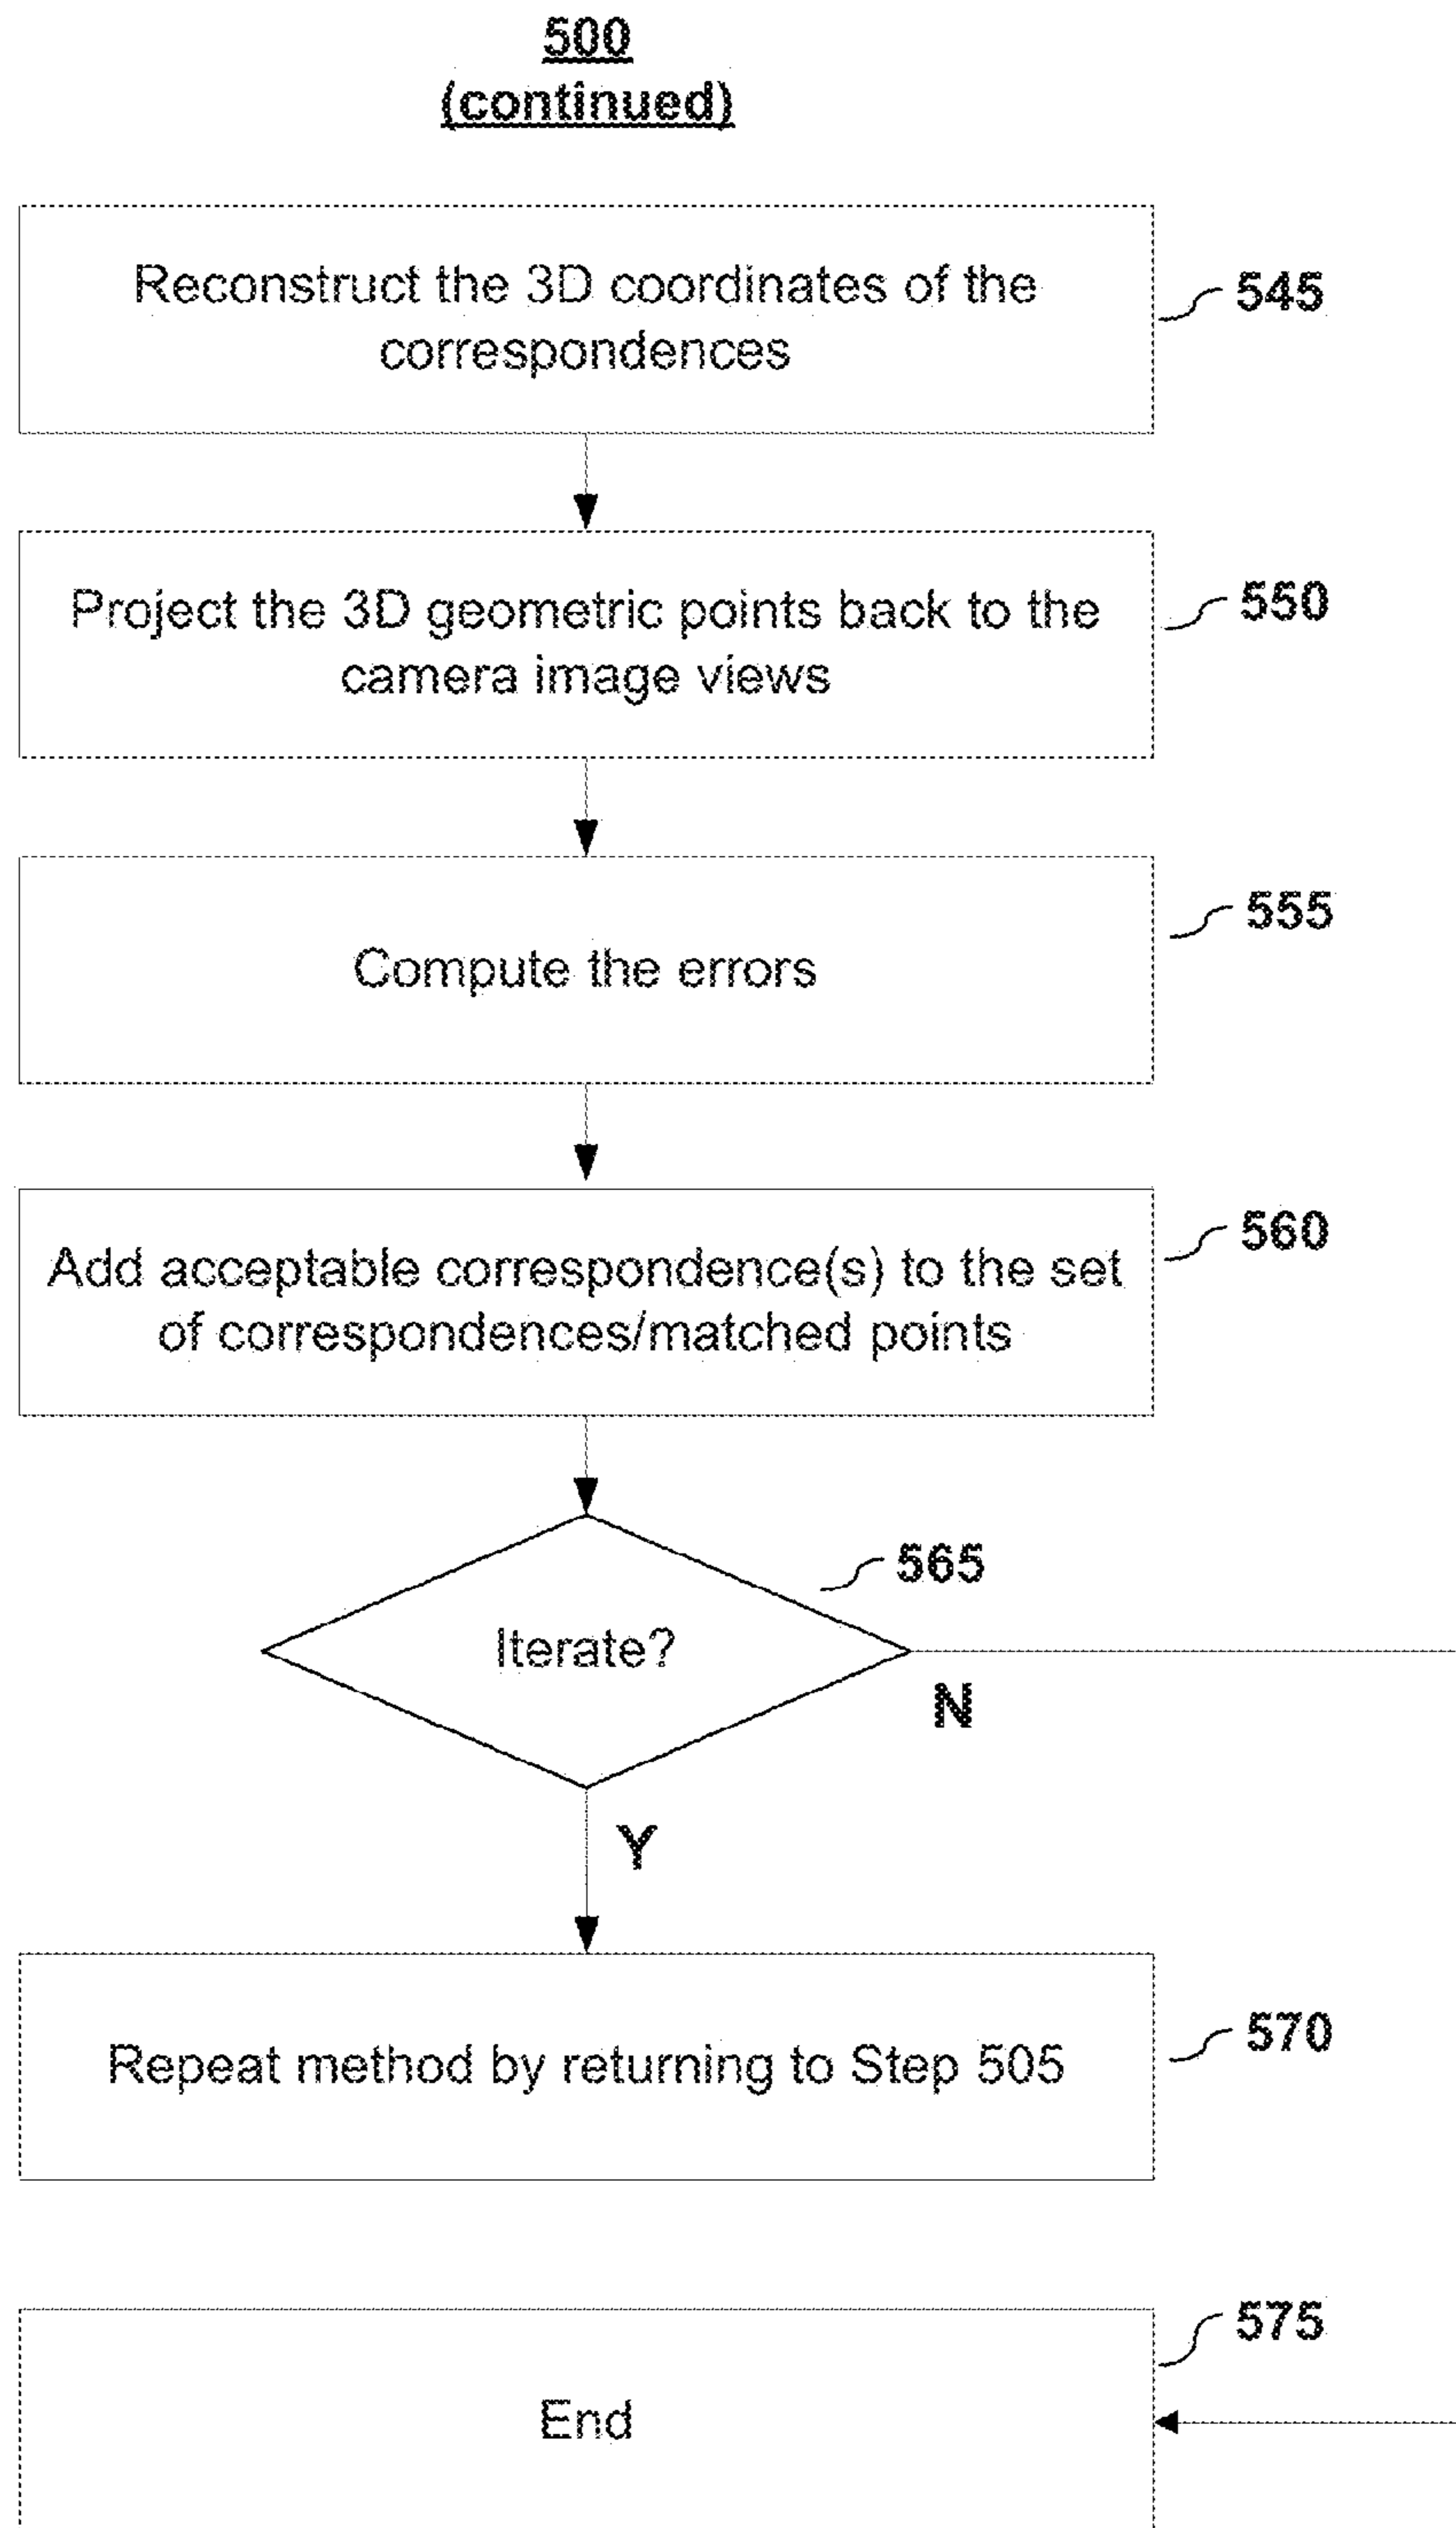 500
(continued)
Reconstruct the 3D coordinates of the
correspondences
545
Project the 3D geometric points back to the
camera image views
550
Compute the errors
555
Add acceptable correspondence(s) to the set
of correspondences/matched points
560
Iterate?
565
N
Y
Repeat method by returning to Step 505
570
End
575